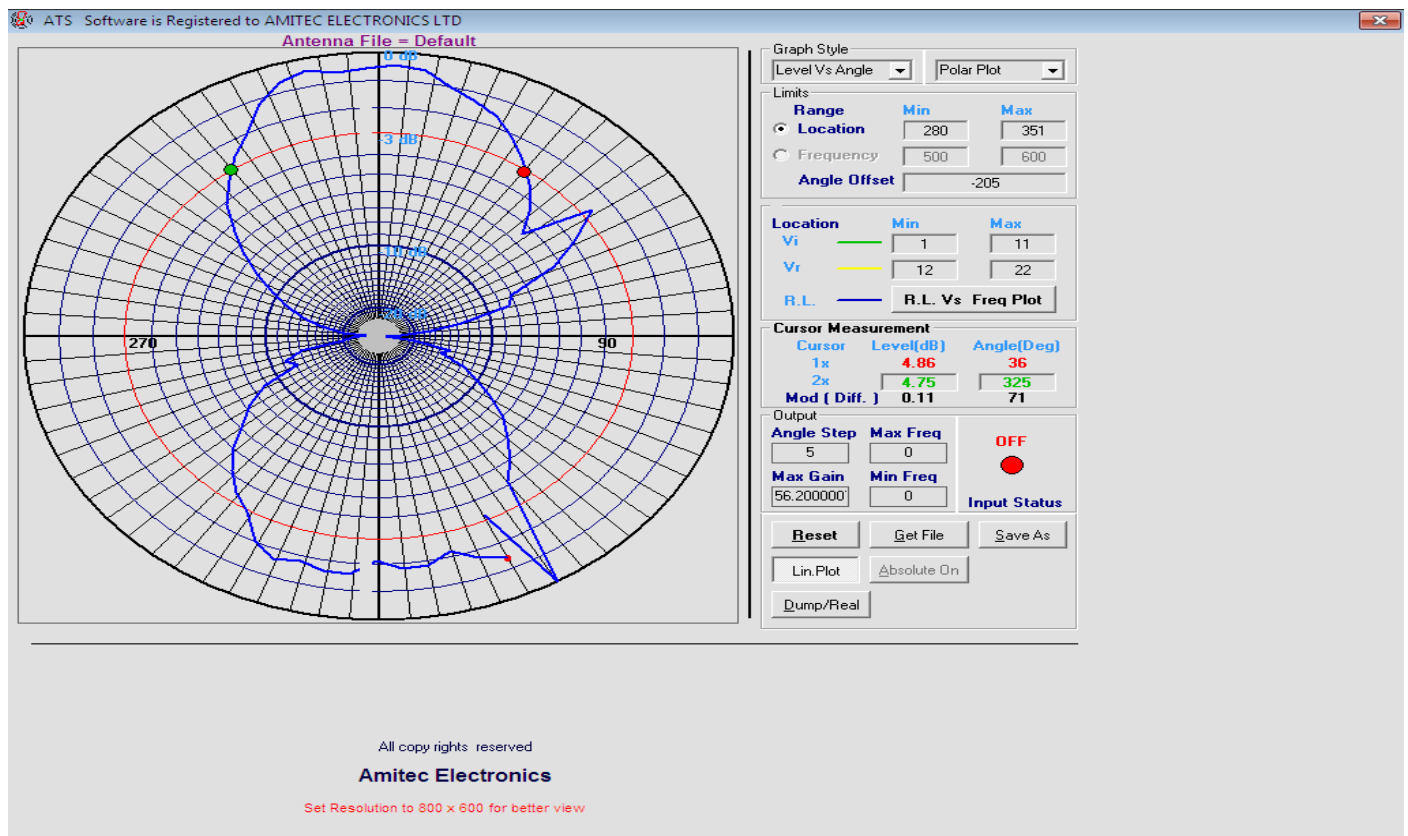 ATS   Software is Registered to AMITEC ELECTRONICS LTD
Antenna File = Default
0 dB
-3 dB
-10 dB
-20 dB
270
90
Graph Style
Level Vs Angle
Polar Plot
Limits
Range Min Max
Location 280 351
Frequency 500 600
Angle Offset -205
Location Min Max
Vi 1 11
Vr 12 22
R.L. R.L. Vs Freq Plot
Cursor Measurement
Cursor Level(dB) Angle(Deg)
1x 4.86 36
2x 4.75 325
Mod ( Diff. ) 0.11 71
Output
Angle Step Max Freq
5 0
OFF
Max Gain Min Freq
56.200000 0
Input Status
Reset Get File Save As
Lin.Plot Absolute On
Dump/Real
All copy rights reserved
Amitec Electronics
Set Resolution to 800 x 600 for better view